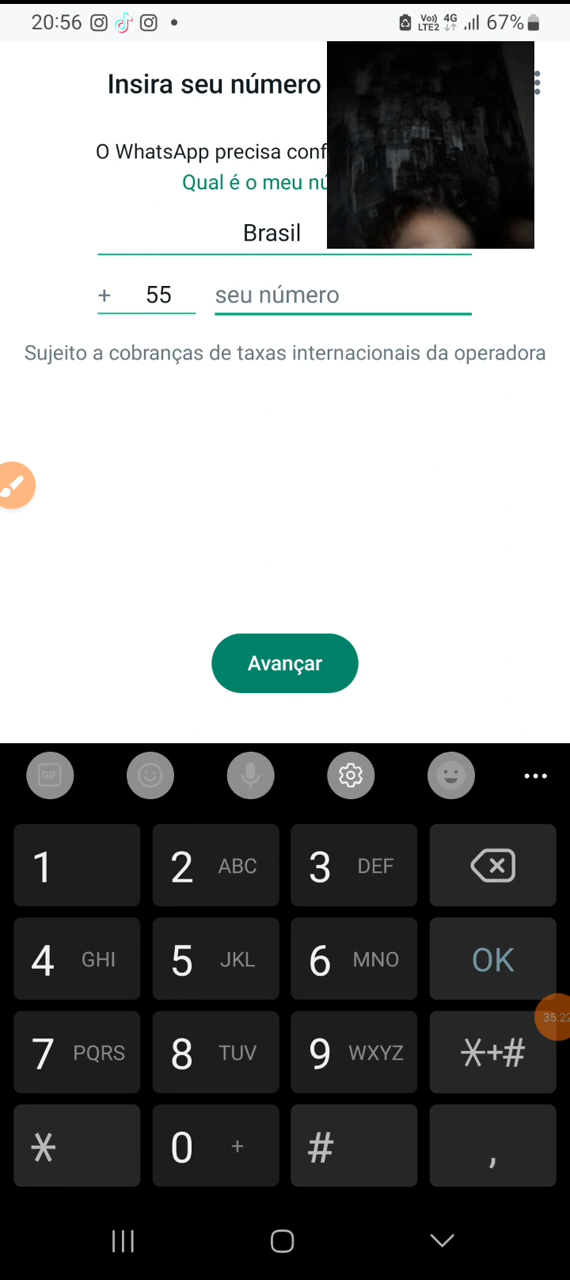 20:56 Vo)) LTE2 4G 67%
Insira seu número
O WhatsApp precisa conf
Qual é o meu nú
Brasil
+ 55 seu número
Sujeito a cobranças de taxas internacionais da operadora
Avançar
GIF
1 2 ABC 3 DEF
4 GHI 5 JKL 6 MNO OK
35:22
7 PQRS 8 TUV 9 WXYZ *+#
* 0 + # ,